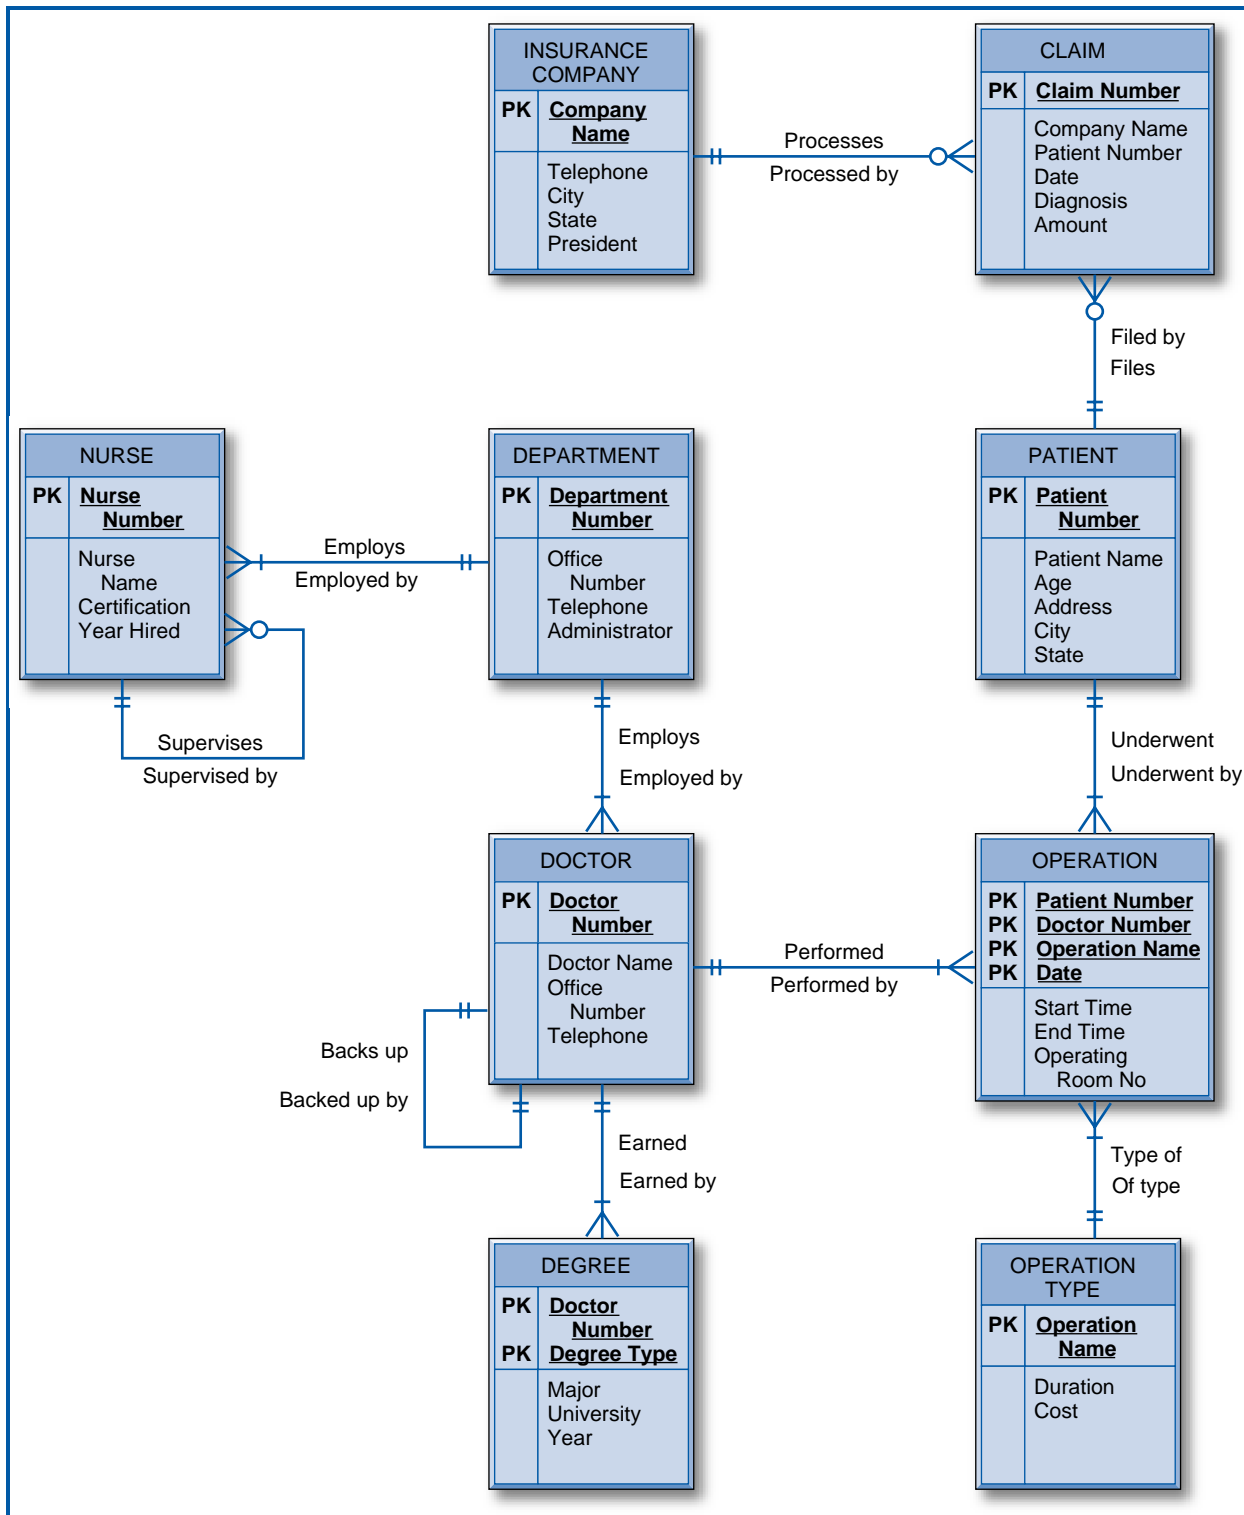 INSURANCE
COMPANY
PK Company
Name
Telephone
City
State
President
Processes
Processed by
CLAIM
PK Claim Number
Company Name
Patient Number
Date
Diagnosis
Amount
Filed by
Files
NURSE
PK Nurse
Number
Nurse
Name
Certification
Year Hired
Employs
Employed by
Supervises
Supervised by
DEPARTMENT
PK Department
Number
Office
Number
Telephone
Administrator
Employs
Employed by
PATIENT
PK Patient
Number
Patient Name
Age
Address
City
State
Underwent
Underwent by
DOCTOR
PK Doctor
Number
Doctor Name
Office
Number
Telephone
Backs up
Backed up by
Performed
Performed by
Earned
Earned by
OPERATION
PK Patient Number
PK Doctor Number
PK Operation Name
PK Date
Start Time
End Time
Operating
Room No
Type of
Of type
DEGREE
PK Doctor
Number
PK Degree Type
Major
University
Year
OPERATION
TYPE
PK Operation
Name
Duration
Cost